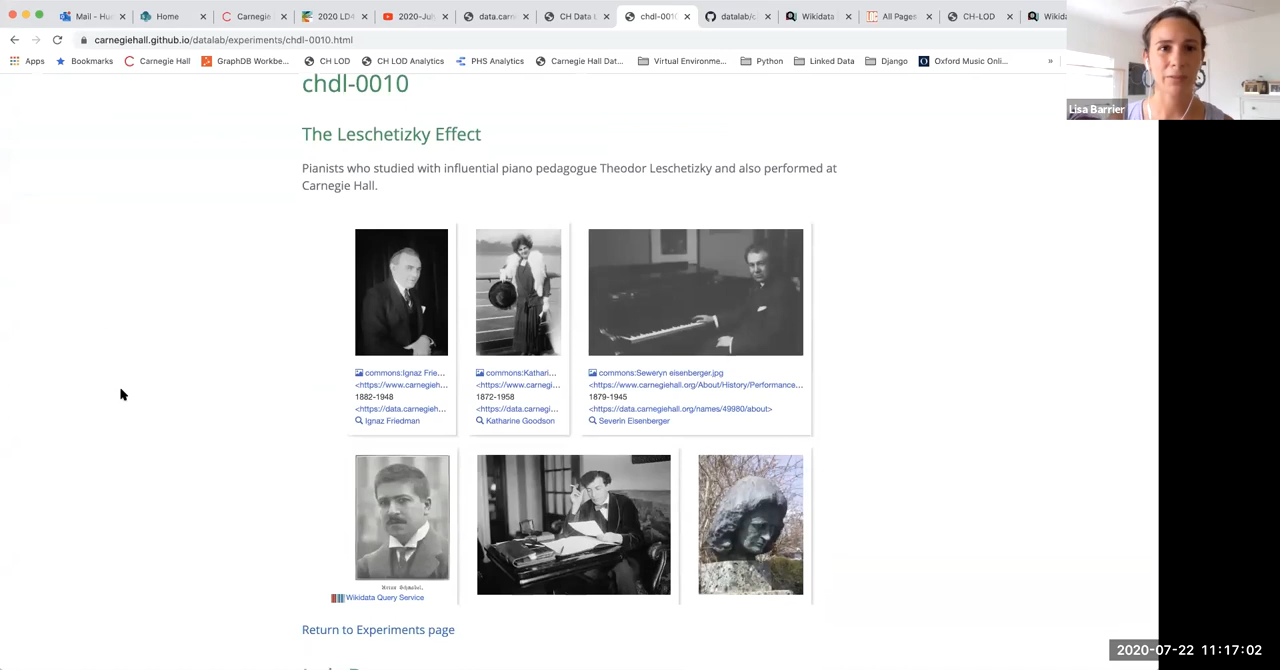 Mail - Hu
Home
Carnegie
2020 LD4
2020-Jul
data.carn
CH Data L
chdl-0010
datalab/c
Wikidata
All Pages
CH-LOD
Wikida
carnegiehall.github.io/datalab/experiments/chdl-0010.html
Apps
Bookmarks
Carnegie Hall
GraphDB Workbe...
CH LOD
CH LOD Analytics
PHS Analytics
Carnegie Hall Dat...
Virtual Environme...
Python
Linked Data
Django
Oxford Music Onli...
»
Lisa Barrier
chdl-0010
The Leschetizky Effect
Pianists who studied with influential piano pedagogue Theodor Leschetizky and also performed at
Carnegie Hall.
commons:Ignaz Frie...
<https://www.carnegieh...
1882-1948
<https://data.carnegieh...
Ignaz Friedman
commons:Kathari...
<https://www.carnegi...
1872-1958
<https://data.carnegi...
Katharine Goodson
commons:Seweryn eisenberger.jpg
<https://www.carnegiehall.org/About/History/Performance...
1879-1945
<https://data.carnegiehall.org/names/49980/about>
Severin Eisenberger
Wikidata Query Service
Return to Experiments page
2020-07-22 11:17:02